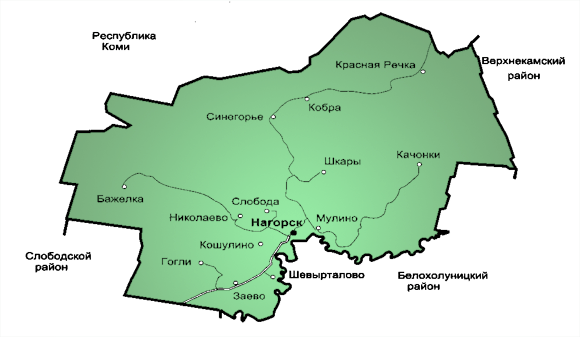 Республика
Коми
Красная Речка
Верхнекамский
район
Кобра
Синегорье
Шкары
Качонки
Бажелка
Слобода
Николаево
Нагорск
Мулино
Кошулино
Слободской
район
Гогли
Шевырталово
Белохолуницкий
район
Заево